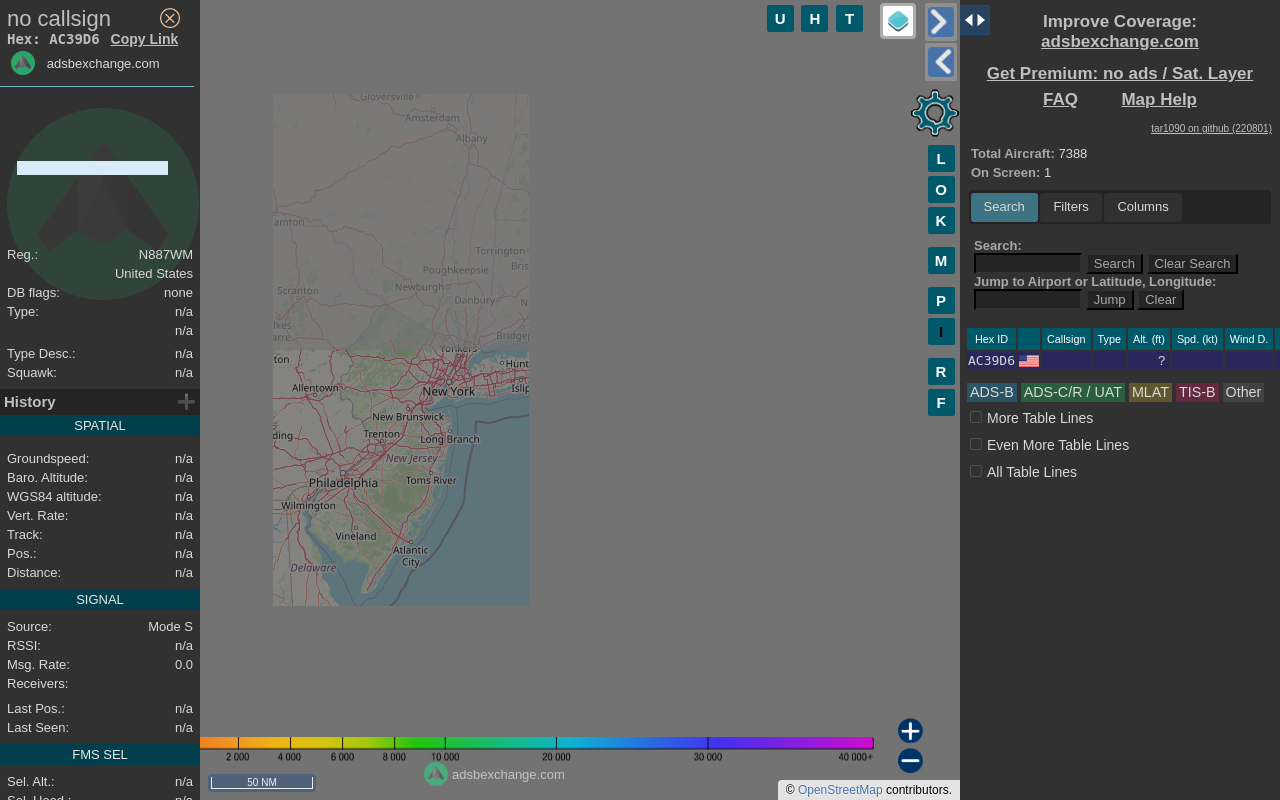 no callsign
Hex: AC39D6 Copy Link
adsbexchange.com
Reg.: N887WM
United States
DB flags: none
Type: n/a
n/a
Type Desc.: n/a
Squawk: n/a
History
SPATIAL
Groundspeed: n/a
Baro. Altitude: n/a
WGS84 altitude: n/a
Vert. Rate: n/a
Track: n/a
Pos.: n/a
Distance: n/a
SIGNAL
Source: Mode S
RSSI: n/a
Msg. Rate: 0.0
Receivers:
Last Pos.: n/a
Last Seen: n/a
FMS SEL
Sel. Alt.: n/a
Sel. Head.: n/a
U H T
L
O
K
M
P
I
R
F
Gloversville
Amsterdam
Albany
amton
Torrington
Poughkeepsie
Bris
Scranton
Newburgh
Danbury
N
lkes-
arre
Bridgep
Yonkers
ton
Hunt
Allentown
New York
Islip
New Brunswick
ding
Trenton
Long Branch
New Jersey
Philadelphia
Toms River
Wilmington
Vineland
Atlantic
City
Delaware
2 000 4 000 6 000 8 000 10 000 20 000 30 000 40 000+
adsbexchange.com
50 NM
© OpenStreetMap contributors.
Improve Coverage:
adsbexchange.com
Get Premium: no ads / Sat. Layer
FAQ Map Help
tar1090 on github (220801)
Total Aircraft: 7388
On Screen: 1
Search Filters Columns
Search:
Search Clear Search
Jump to Airport or Latitude, Longitude:
Jump Clear
Hex ID Callsign Type Alt. (ft) Spd. (kt) Wind D.
AC39D6 ?
ADS-B ADS-C/R / UAT MLAT TIS-B Other
More Table Lines
Even More Table Lines
All Table Lines